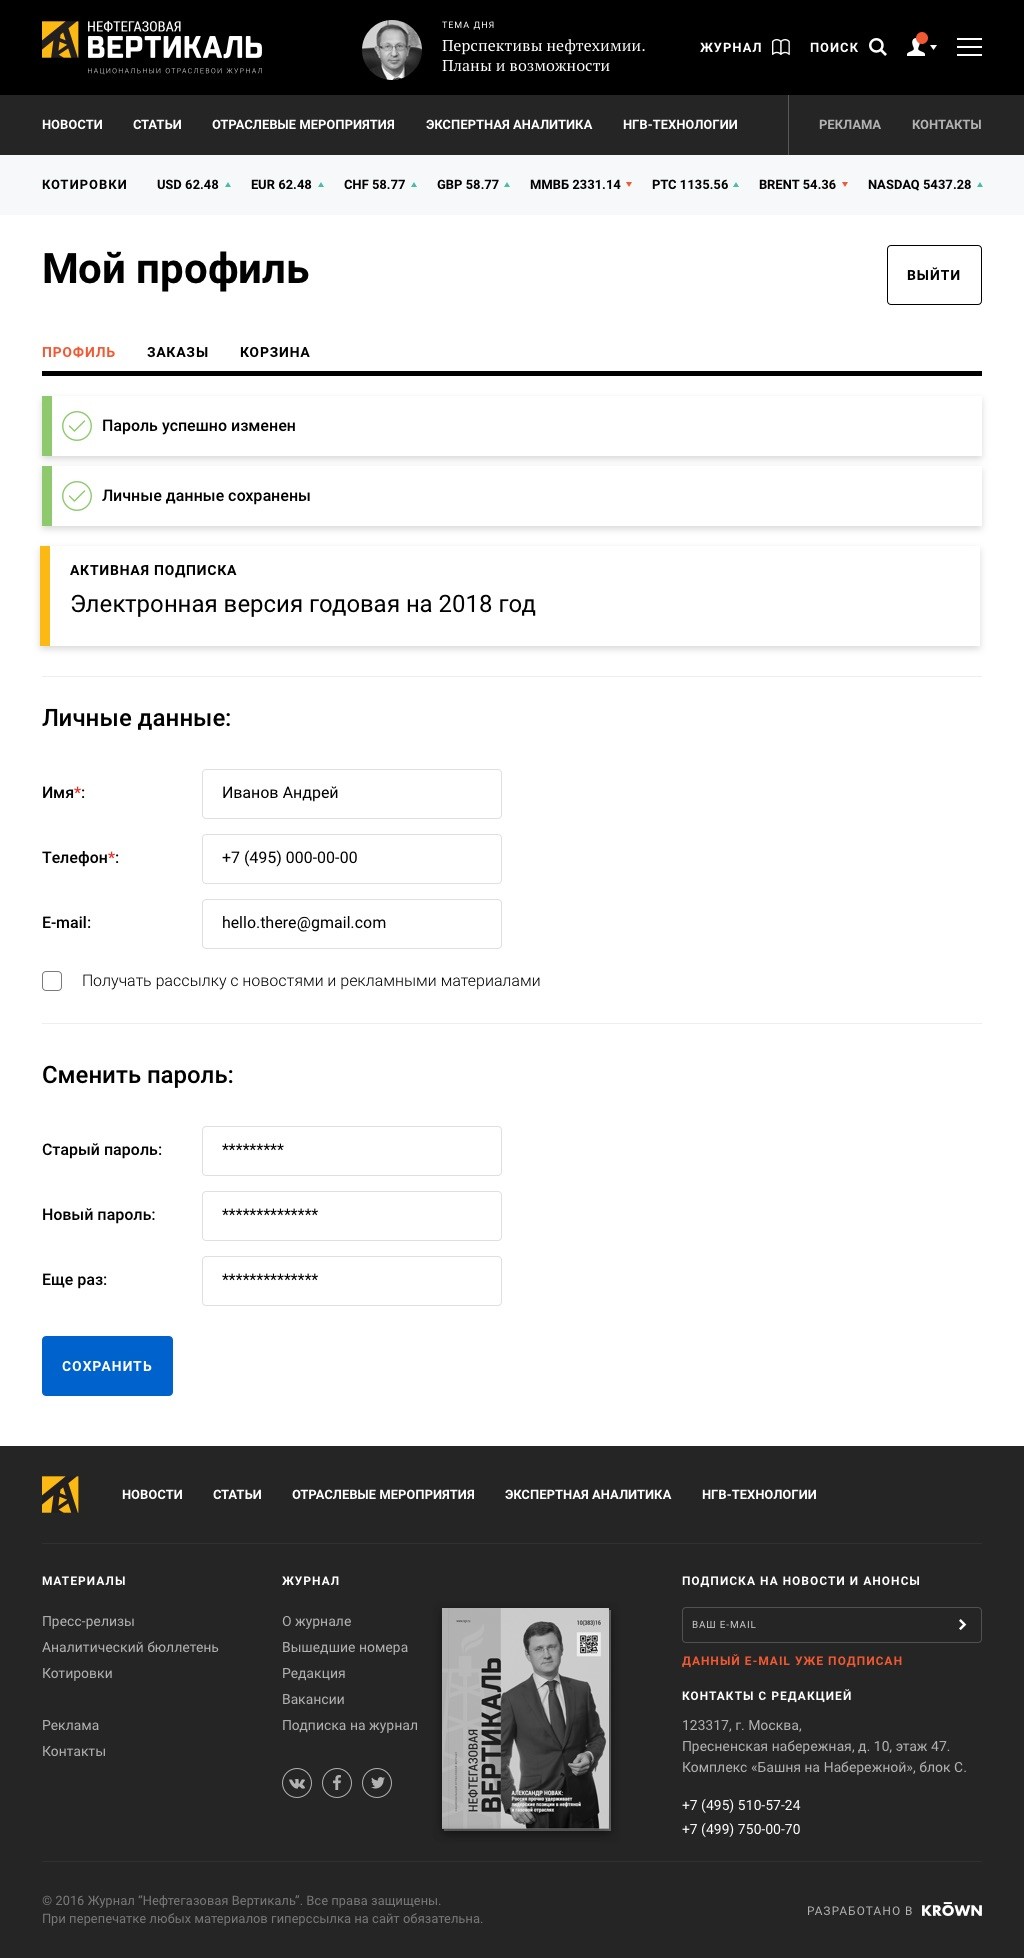 НЕФТЕГАЗОВАЯ
ВЕРТИКАЛЬ
НАЦИОНАЛЬНЫЙ ОТРАСЛЕВОЙ ЖУРНАЛ
ТЕМА ДНЯ
Перспективы нефтехимии.
Планы и возможности
ЖУРНАЛ
ПОИСК
НОВОСТИ СТАТЬИ ОТРАСЛЕВЫЕ МЕРОПРИЯТИЯ ЭКСПЕРТНАЯ АНАЛИТИКА НГВ-ТЕХНОЛОГИИ РЕКЛАМА КОНТАКТЫ
КОТИРОВКИ USD 62.48 EUR 62.48 CHF 58.77 GBP 58.77 ММВБ 2331.14 РТС 1135.56 BRENT 54.36 NASDAQ 5437.28
Мой профиль
ВЫЙТИ
ПРОФИЛЬ ЗАКАЗЫ КОРЗИНА
Пароль успешно изменен
Личные данные сохранены
АКТИВНАЯ ПОДПИСКА
Электронная версия годовая на 2018 год
Личные данные:
Имя*: Иванов Андрей
Телефон*: +7 (495) 000-00-00
E-mail: hello.there@gmail.com
Получать рассылку с новостями и рекламными материалами
Сменить пароль:
Старый пароль: *********
Новый пароль: **************
Еще раз: **************
СОХРАНИТЬ
НОВОСТИ СТАТЬИ ОТРАСЛЕВЫЕ МЕРОПРИЯТИЯ ЭКСПЕРТНАЯ АНАЛИТИКА НГВ-ТЕХНОЛОГИИ
МАТЕРИАЛЫ
Пресс-релизы
Аналитический бюллетень
Котировки
Реклама
Контакты
ЖУРНАЛ
О журнале
Вышедшие номера
Редакция
Вакансии
Подписка на журнал
НЕФТЕГАЗОВАЯ
ВЕРТИКАЛЬ
АЛЕКСАНДР НОВАК:
Россия прочно удерживает
лидерские позиции в нефтяной
и газовой отраслях
ПОДПИСКА НА НОВОСТИ И АНОНСЫ
ВАШ E-MAIL
ДАННЫЙ E-MAIL УЖЕ ПОДПИСАН
КОНТАКТЫ С РЕДАКЦИЕЙ
123317, г. Москва,
Пресненская набережная, д. 10, этаж 47.
Комплекс «Башня на Набережной», блок С.
+7 (495) 510-57-24
+7 (499) 750-00-70
© 2016 Журнал “Нефтегазовая Вертикаль”. Все права защищены.
При перепечатке любых материалов гиперссылка на сайт обязательна.
РАЗРАБОТАНО В KRŌWN